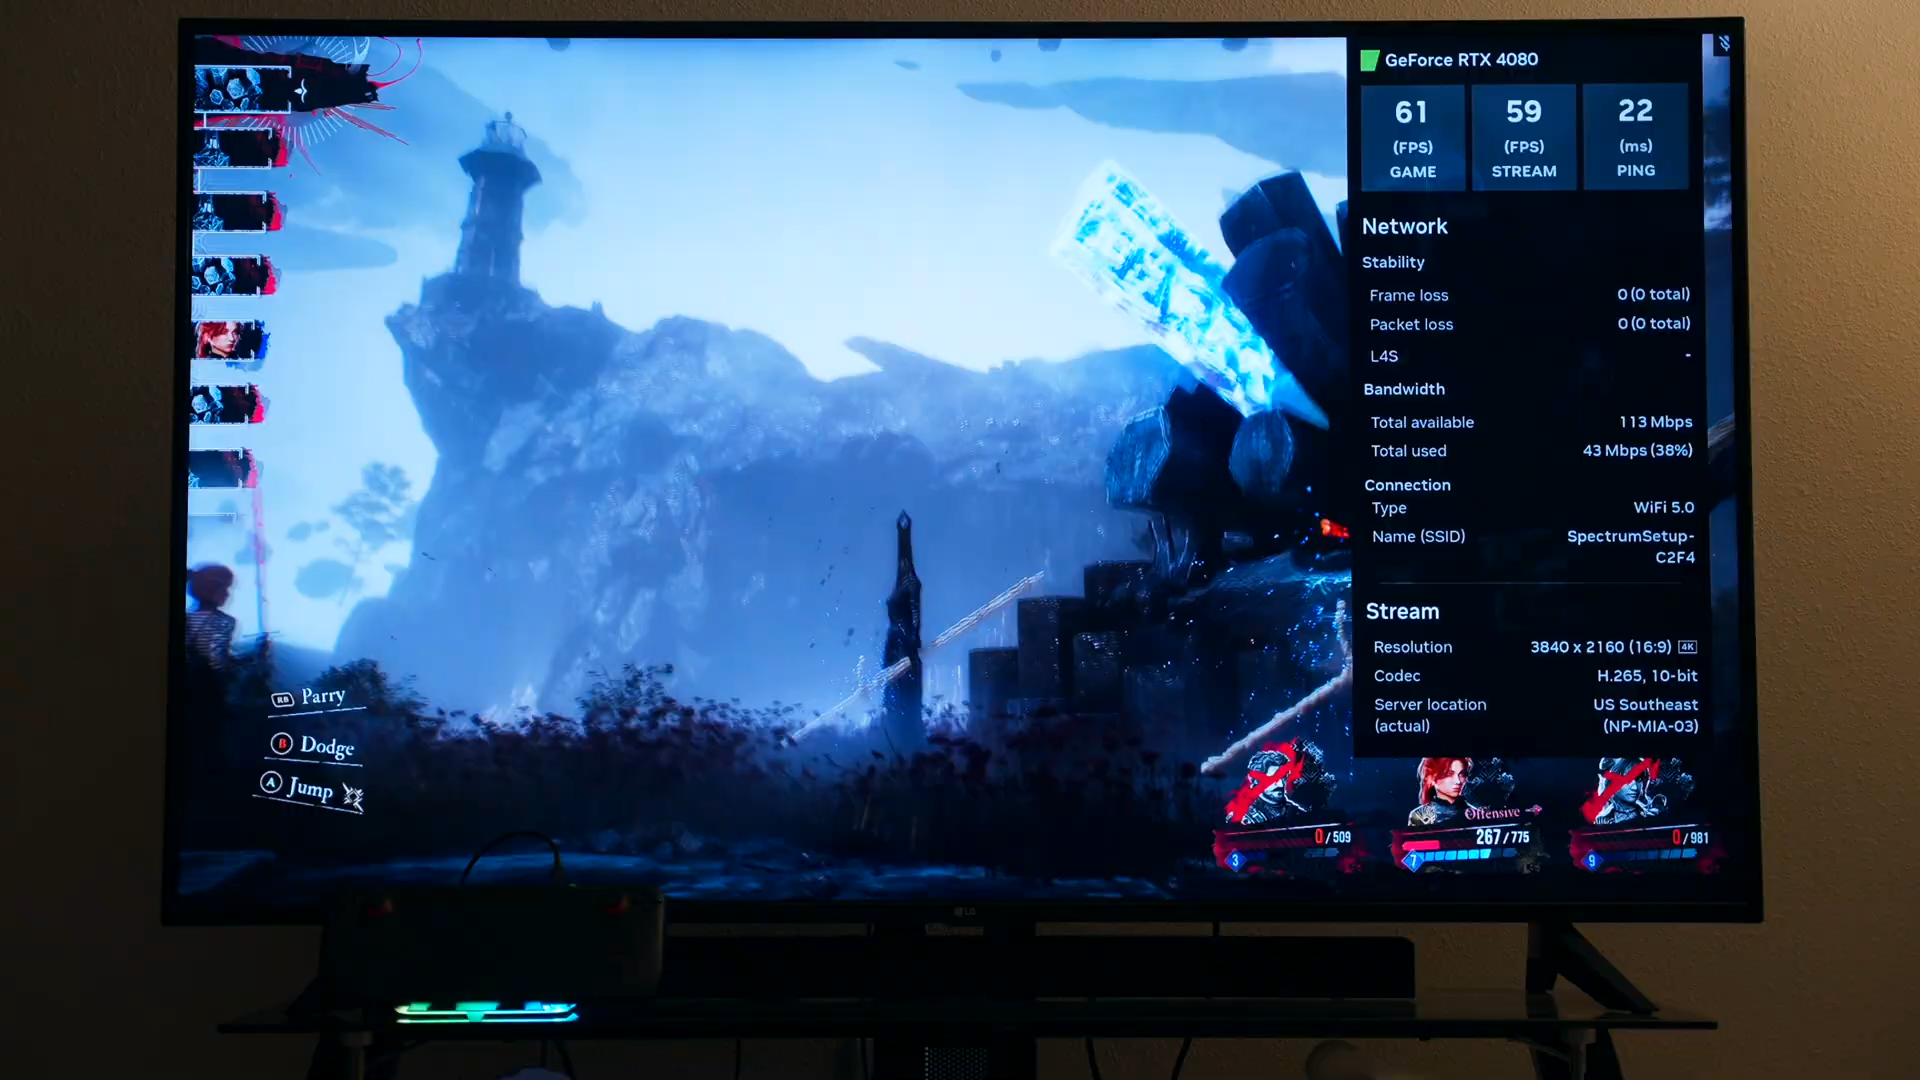 GeForce RTX 4080
61
(FPS)
GAME
59
(FPS)
STREAM
22
(ms)
PING
Network
Stability
Frame loss 0 (0 total)
Packet loss 0 (0 total)
L4S -
Bandwidth
Total available 113 Mbps
Total used 43 Mbps (38%)
Connection
Type WiFi 5.0
Name (SSID) SpectrumSetup-
C2F4
Stream
Resolution 3840 x 2160 (16:9) 4K
Codec H.265, 10-bit
Server location US Southeast
(actual) (NP-MIA-03)
RB Parry
B Dodge
A Jump
Offensive
0/509
267/775
0/981
3
7
9
LG